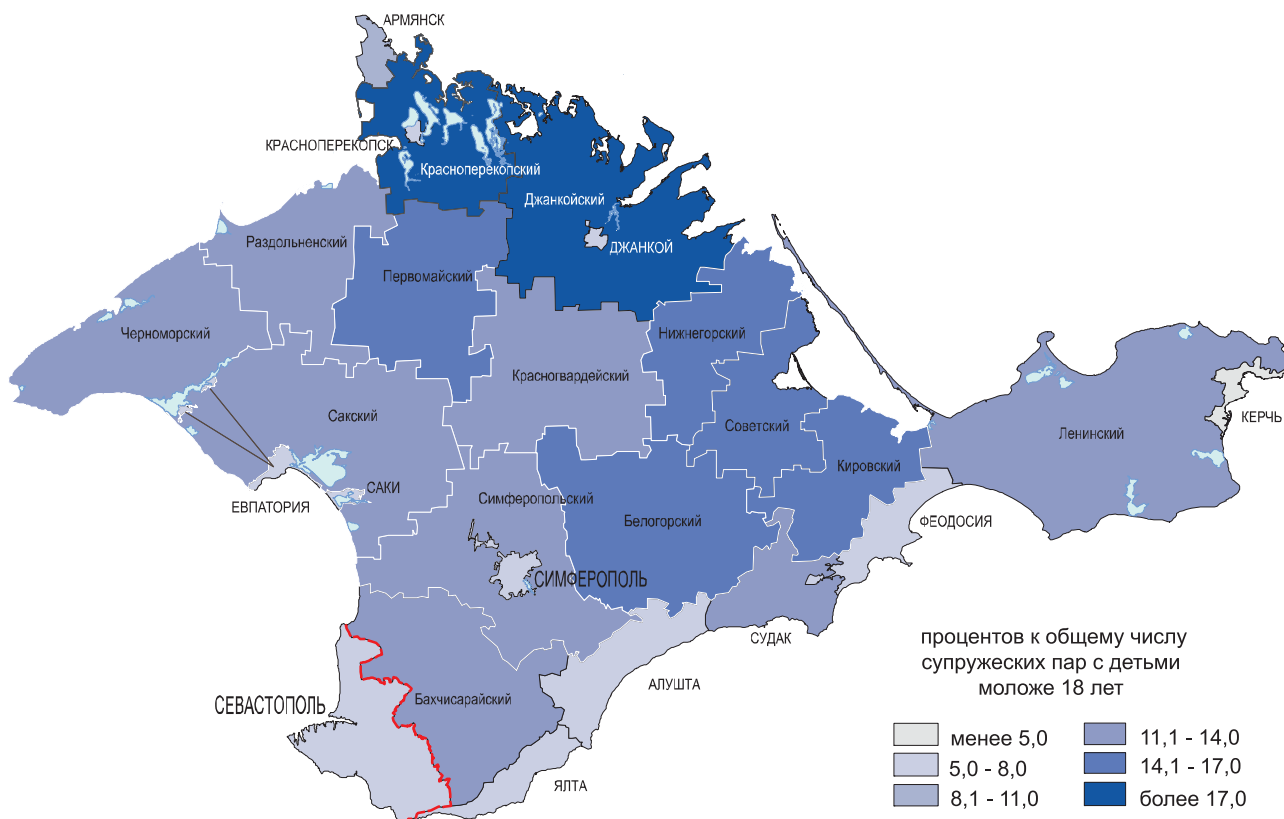 АРМЯНСК
КРАСНОПЕРЕКОПСК
Красноперекопский
Джанкойский
ДЖАНКОЙ
Раздольненский
Первомайский
Черноморский
Нижнегорский
Красногвардейский
Сакский
Советский
Ленинский
КЕРЧЬ
Кировский
САКИ
ЕВПАТОРИЯ
Симферопольский
Белогорский
ФЕОДОСИЯ
СИМФЕРОПОЛЬ
СУДАК
АЛУШТА
Бахчисарайский
СЕВАСТОПОЛЬ
ЯЛТА
процентов к общему числу
супружеских пар с детьми
моложе 18 лет
менее 5,0
5,0 - 8,0
8,1 - 11,0
11,1 - 14,0
14,1 - 17,0
более 17,0